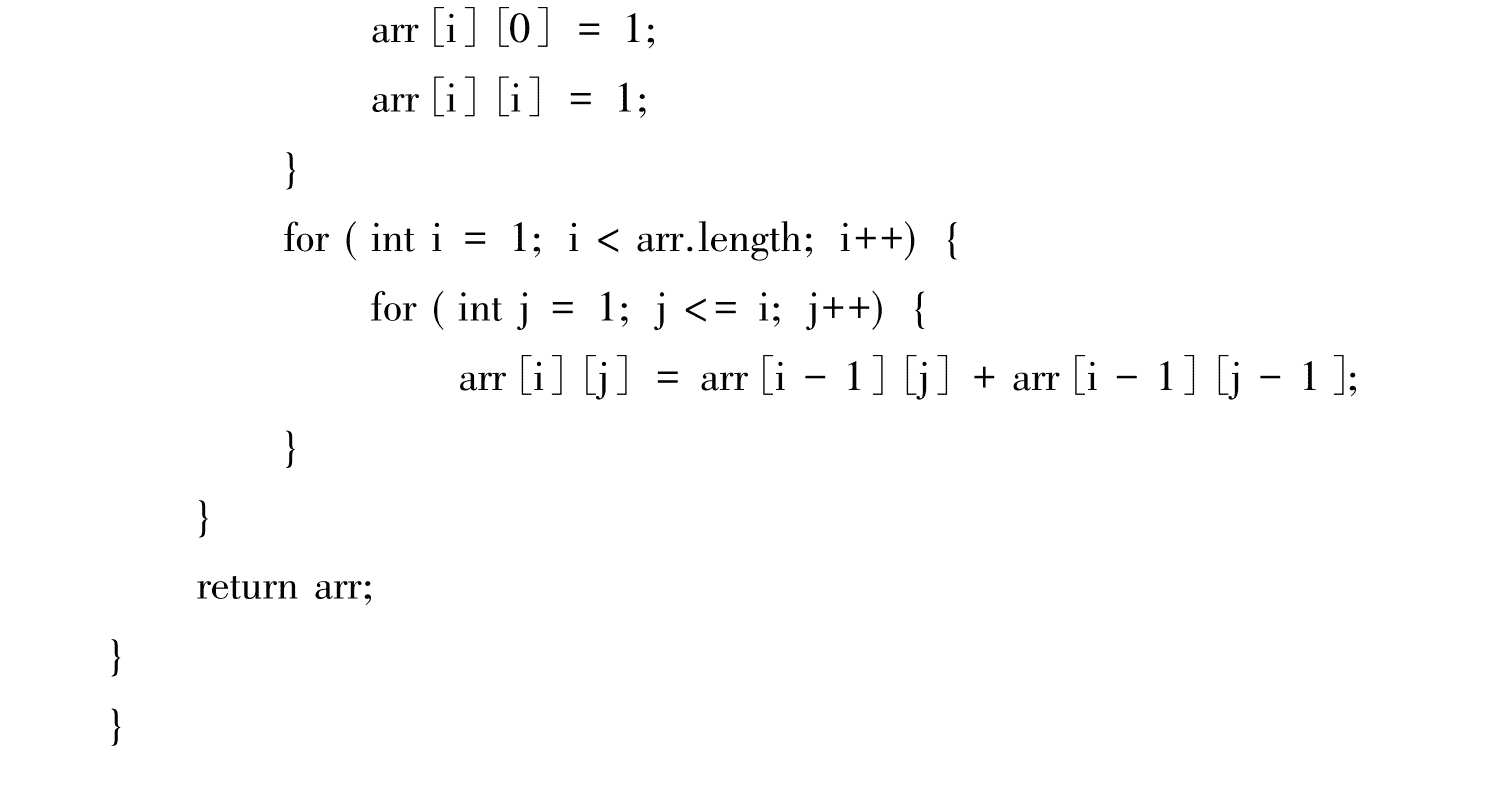 arr[i][0] = 1;
arr[i][i] = 1;
}
for ( int i = 1; i < arr.length; i++) {
for ( int j = 1; j <= i; j++) {
arr[i][j] = arr[i - 1][j] + arr[i - 1][j - 1 ];
}
}
return arr;
}
}